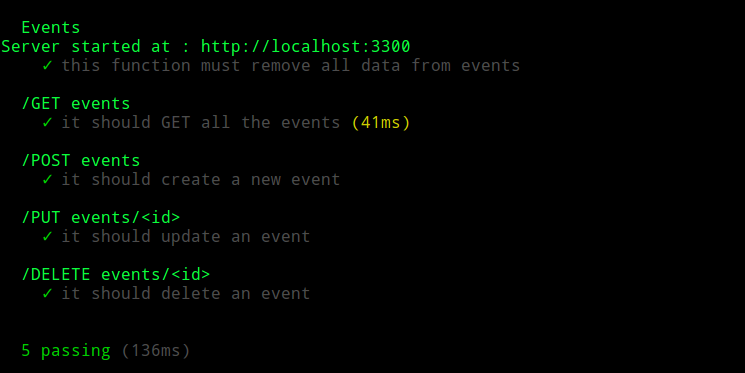 Events
Server started at : http://localhost:3300
✓ this function must remove all data from events
/GET events
✓ it should GET all the events (41ms)
/POST events
✓ it should create a new event
/PUT events/<id>
✓ it should update an event
/DELETE events/<id>
✓ it should delete an event
5 passing (136ms)